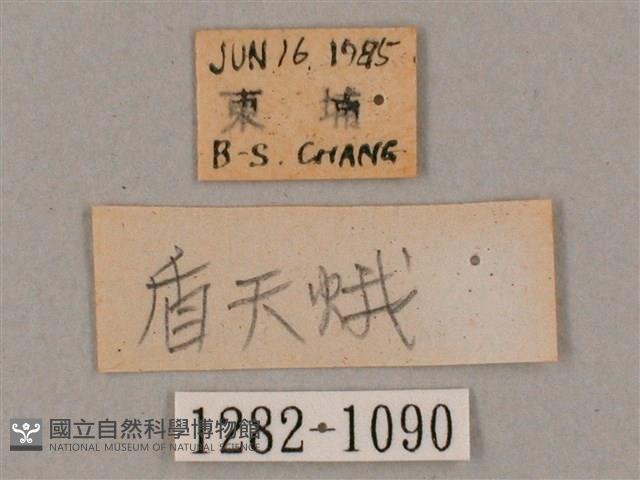 JUN 16. 1985
東 埔
B-S. CHANG
盾天蛾
1282-1090
國立自然科學博物館
NATIONAL MUSEUM OF NATURAL SCIENCE